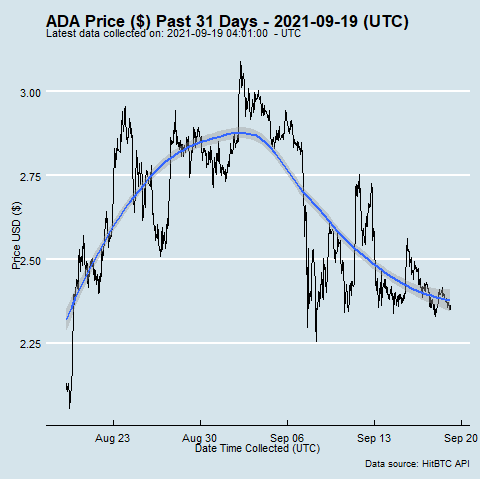 ADA Price ($) Past 31 Days - 2021-09-19 (UTC)
Latest data collected on: 2021-09-19 04:01:00  - UTC
Price USD ($)
3.00
2.75
2.50
2.25
Aug 23
Aug 30
Sep 06
Sep 13
Sep 20
Date Time Collected (UTC)
Data source: HitBTC API